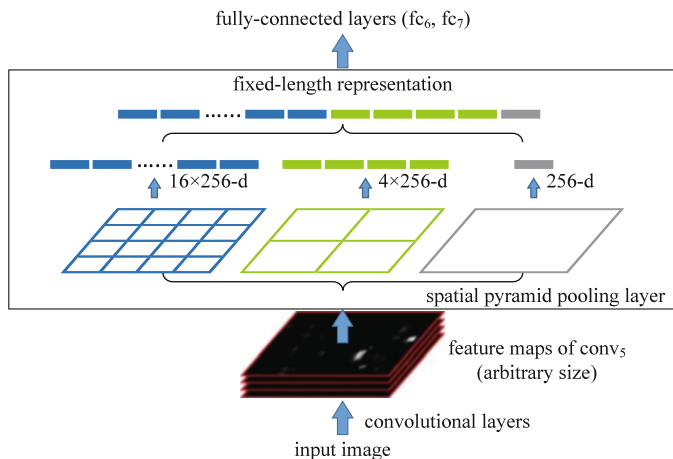 fully-connected layers (fc₆, fc₇)
fixed-length representation
......
......
16×256-d
4×256-d
256-d
spatial pyramid pooling layer
feature maps of conv₅
(arbitrary size)
convolutional layers
input image